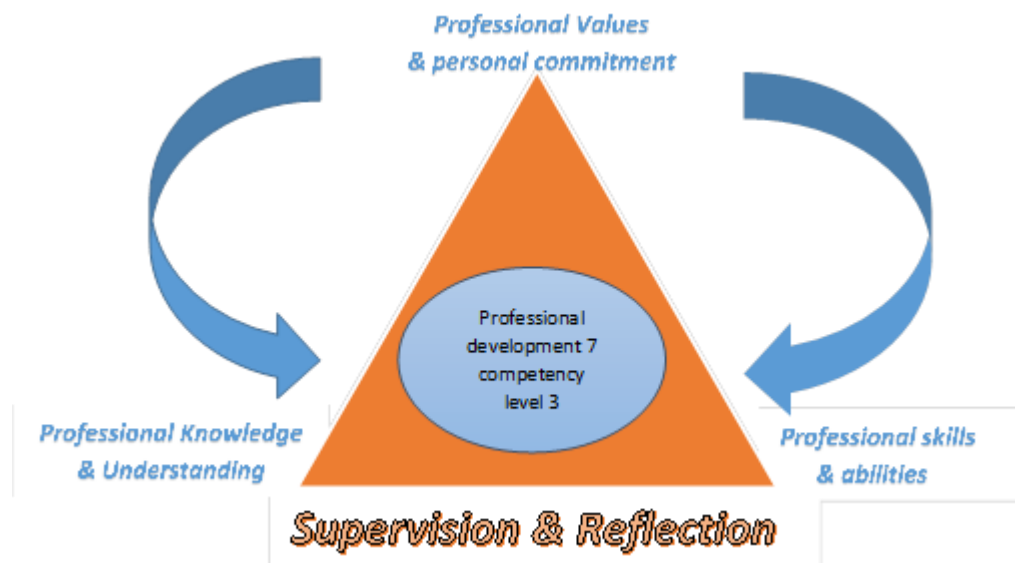 Professional Values
& personal commitment
Professional
development 7
competency
level 3
Professional Knowledge
& Understanding
Professional skills
& abilities
Supervision & Reflection